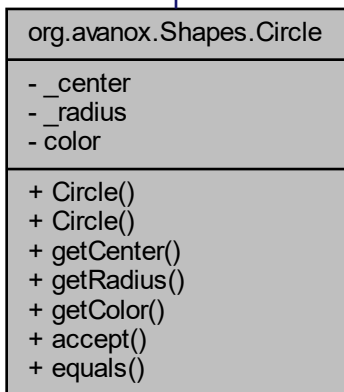 org.avanox.Shapes.Circle
- _center
- _radius
- color
+ Circle()
+ Circle()
+ getCenter()
+ getRadius()
+ getColor()
+ accept()
+ equals()